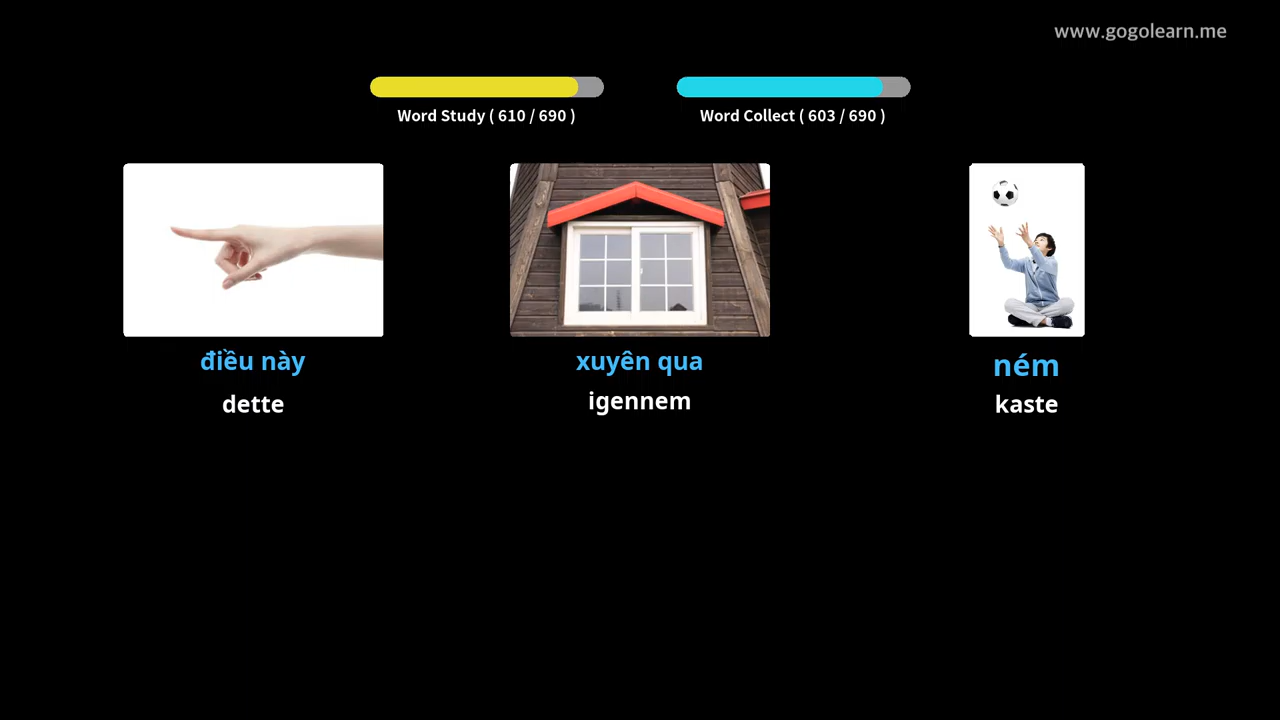 www.gogolearn.me
Word Study ( 610 / 690 )
Word Collect ( 603 / 690 )
điều này
xuyên qua
ném
dette
igennem
kaste